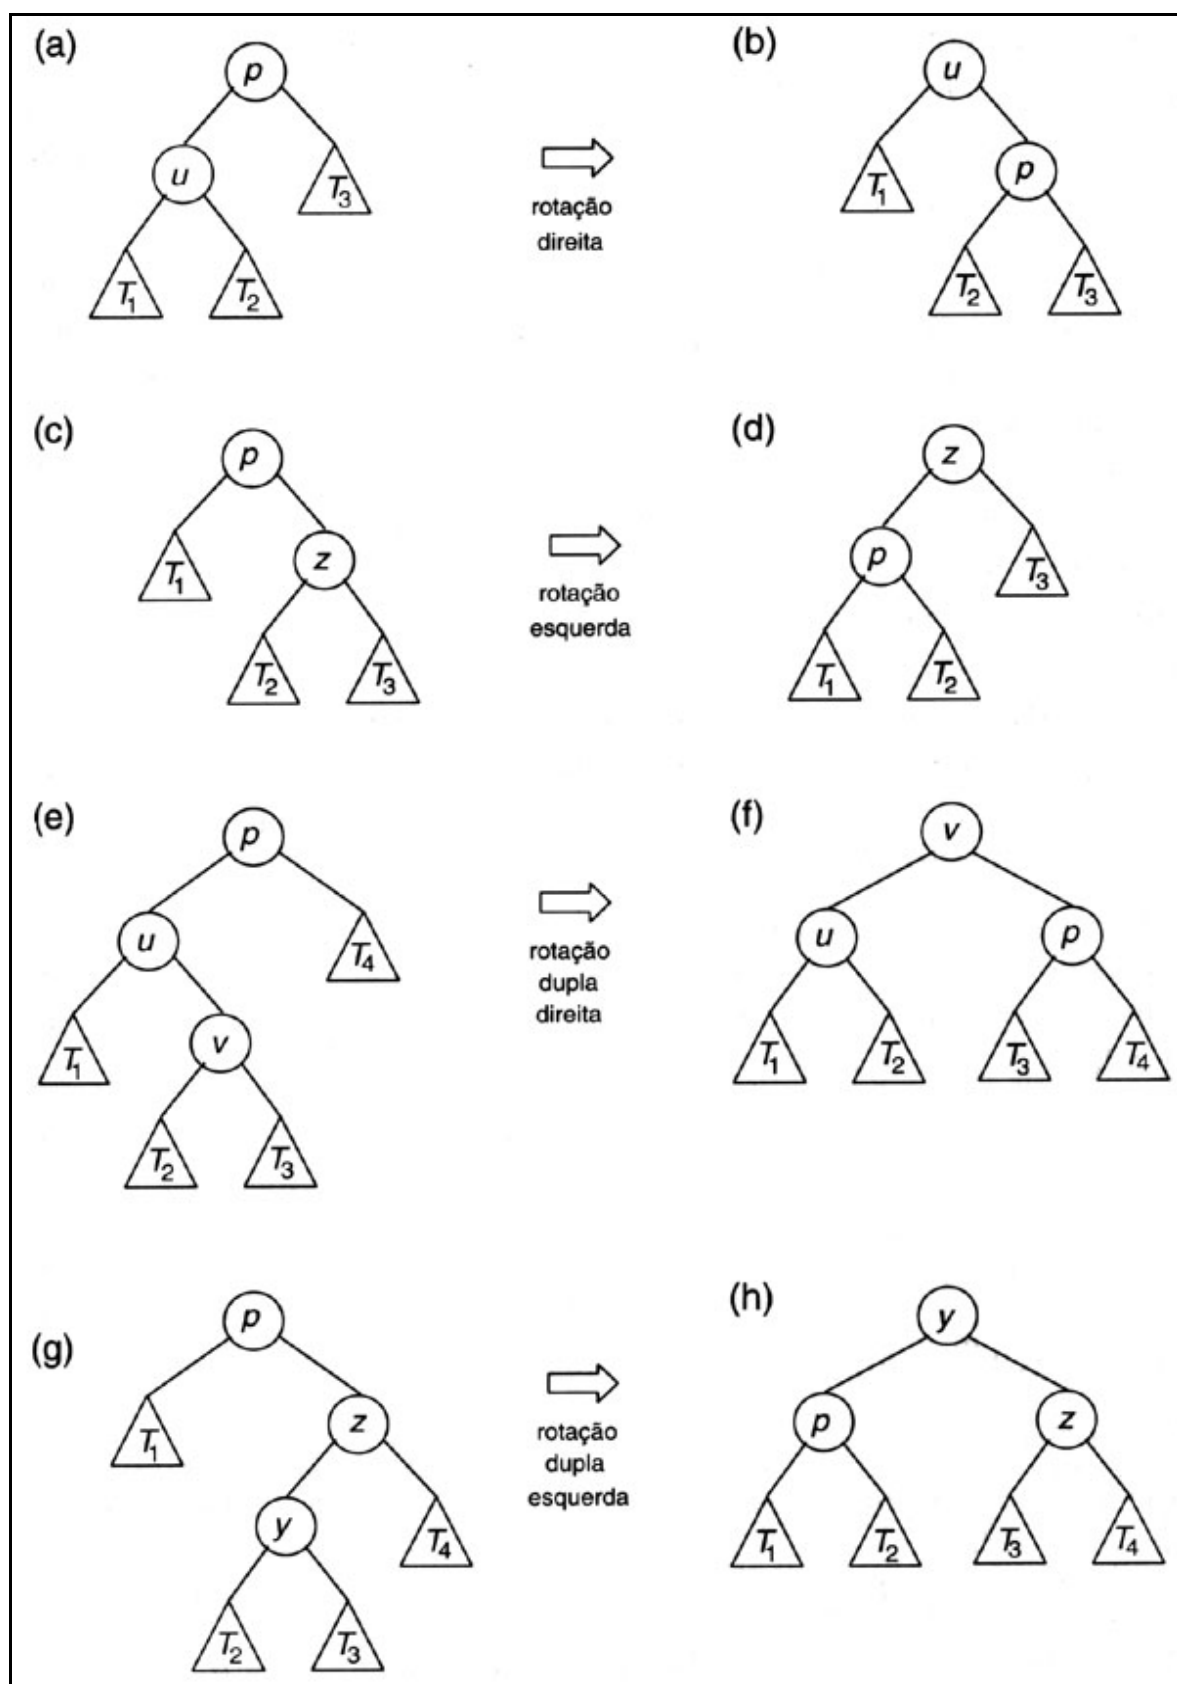 (a)
p
u
T3
T1
T2
rotação
direita
(b)
u
T1
p
T2
T3
(c)
p
T1
z
T2
T3
rotação
esquerda
(d)
z
p
T3
T1
T2
(e)
p
u
T4
T1
v
T2
T3
rotação
dupla
direita
(f)
v
u
p
T1
T2
T3
T4
(g)
p
T1
z
y
T4
T2
T3
rotação
dupla
esquerda
(h)
y
p
z
T1
T2
T3
T4